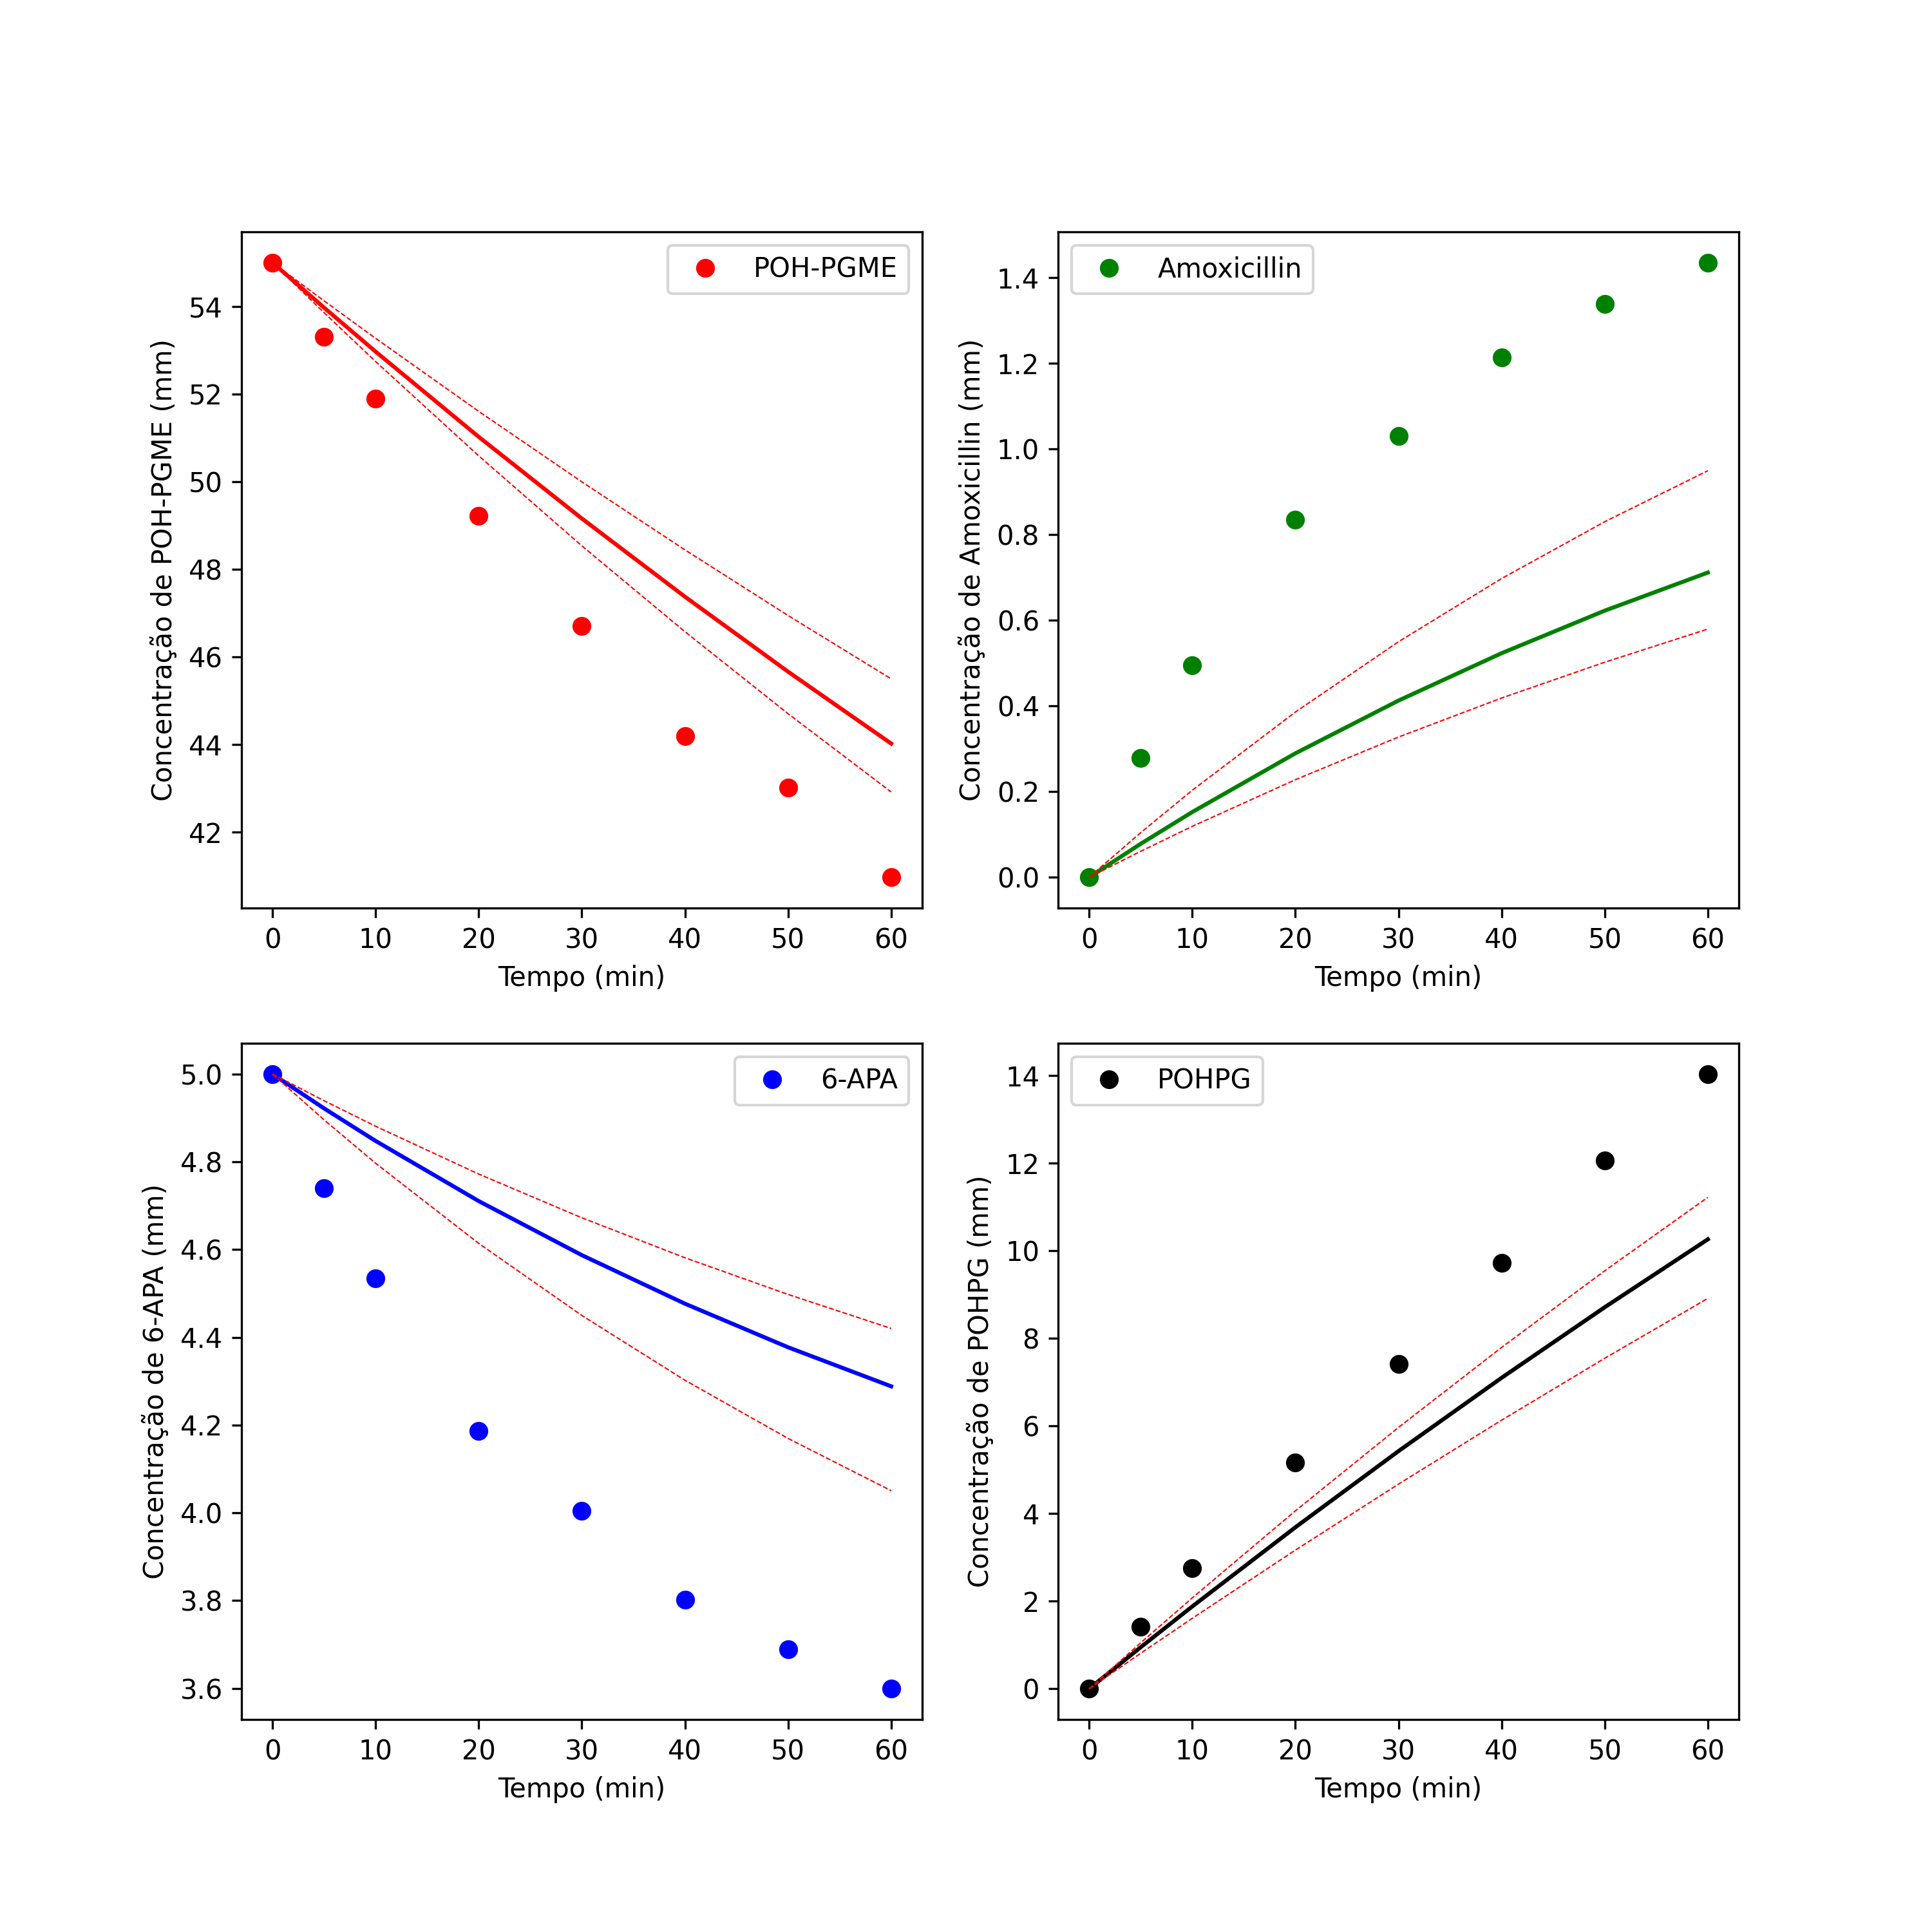 POH-PGME
Concentração de POH-PGME (mm)
54
52
50
48
46
44
42
0 10 20 30 40 50 60
Tempo (min)
Amoxicillin
Concentração de Amoxicillin (mm)
1.4
1.2
1.0
0.8
0.6
0.4
0.2
0.0
0 10 20 30 40 50 60
Tempo (min)
6-APA
Concentração de 6-APA (mm)
5.0
4.8
4.6
4.4
4.2
4.0
3.8
3.6
0 10 20 30 40 50 60
Tempo (min)
POHPG
Concentração de POHPG (mm)
14
12
10
8
6
4
2
0
0 10 20 30 40 50 60
Tempo (min)